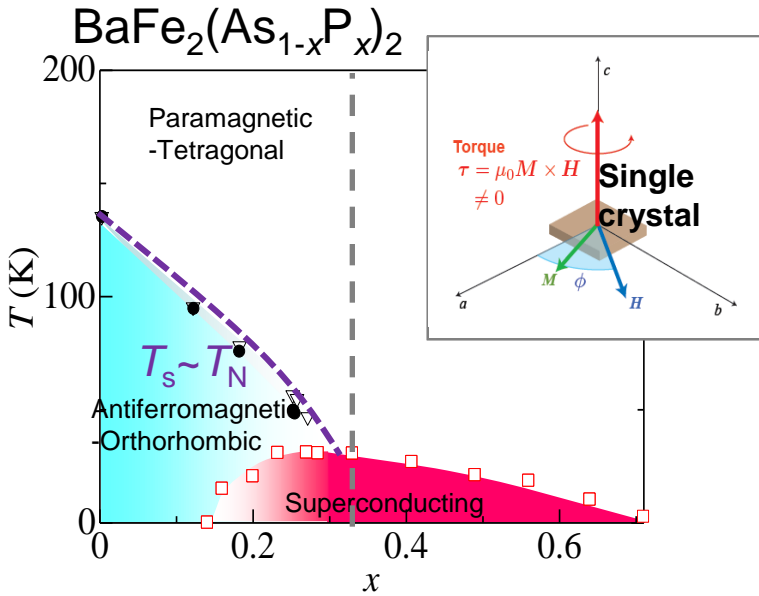 BaFe₂(As₁₋ₓPₓ)₂
200
Paramagnetic
-Tetragonal
100
T (K)
Tₛ~ T_N
Antiferromagneti
-Orthorhombic
Superconducting
0
0
0.2
0.4
0.6
x
c
Torque
τ = μ₀M × H
≠ 0
Single
crystal
M
ϕ
H
a
b